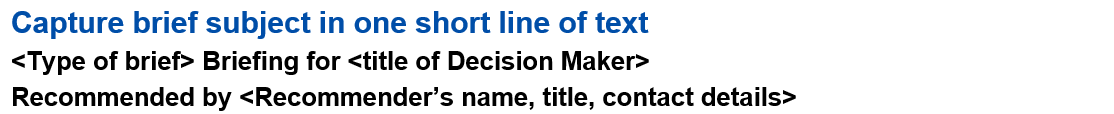 Capture brief subject in one short line of text
<Type of brief> Briefing for <title of Decision Maker>
Recommended by <Recommender’s name, title, contact details>